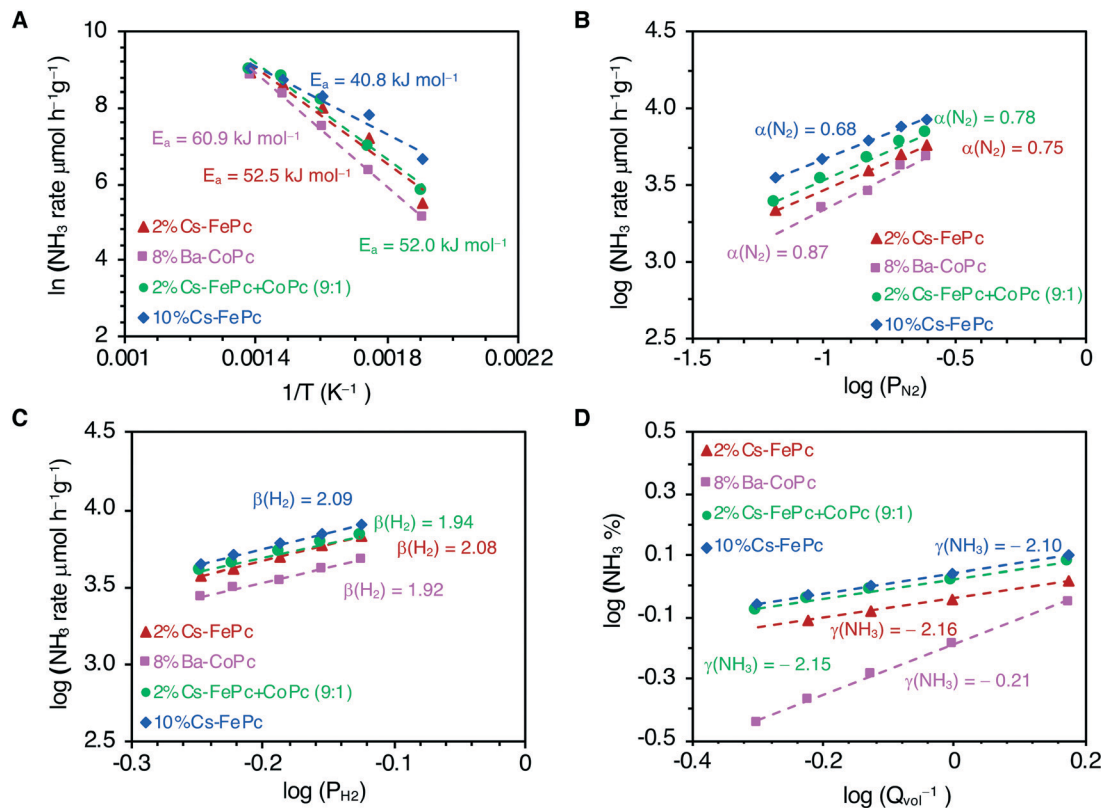 A
ln (NH₃ rate μmol h⁻¹g⁻¹)
10
8
6
4
2
0.001
0.0014
0.0018
0.0022
1/T (K⁻¹)
Eₐ = 40.8 kJ mol⁻¹
Eₐ = 60.9 kJ mol⁻¹
Eₐ = 52.5 kJ mol⁻¹
Eₐ = 52.0 kJ mol⁻¹
2%Cs-FePc
8%Ba-CoPc
2%Cs-FePc+CoPc (9:1)
10%Cs-FePc
B
log (NH₃ rate μmol h⁻¹g⁻¹)
4.5
4.0
3.5
3.0
2.5
-1.5
-1
-0.5
0
log (P_N2)
α(N₂) = 0.68
α(N₂) = 0.78
α(N₂) = 0.75
α(N₂) = 0.87
2%Cs-FePc
8%Ba-CoPc
2%Cs-FePc+CoPc (9:1)
10%Cs-FePc
C
log (NH₃ rate μmol h⁻¹g⁻¹)
4.5
4.0
3.5
3.0
2.5
-0.3
-0.2
-0.1
0
log (P_H2)
β(H₂) = 2.09
β(H₂) = 1.94
β(H₂) = 2.08
β(H₂) = 1.92
2%Cs-FePc
8%Ba-CoPc
2%Cs-FePc+CoPc (9:1)
10%Cs-FePc
D
log (NH₃ %)
0.5
0.3
0.1
-0.1
-0.3
-0.5
-0.4
-0.2
0
0.2
log (Q_vol⁻¹)
2%Cs-FePc
8%Ba-CoPc
2%Cs-FePc+CoPc (9:1)
10%Cs-FePc
γ(NH₃) = − 2.10
γ(NH₃) = − 2.16
γ(NH₃) = − 2.15
γ(NH₃) = − 0.21